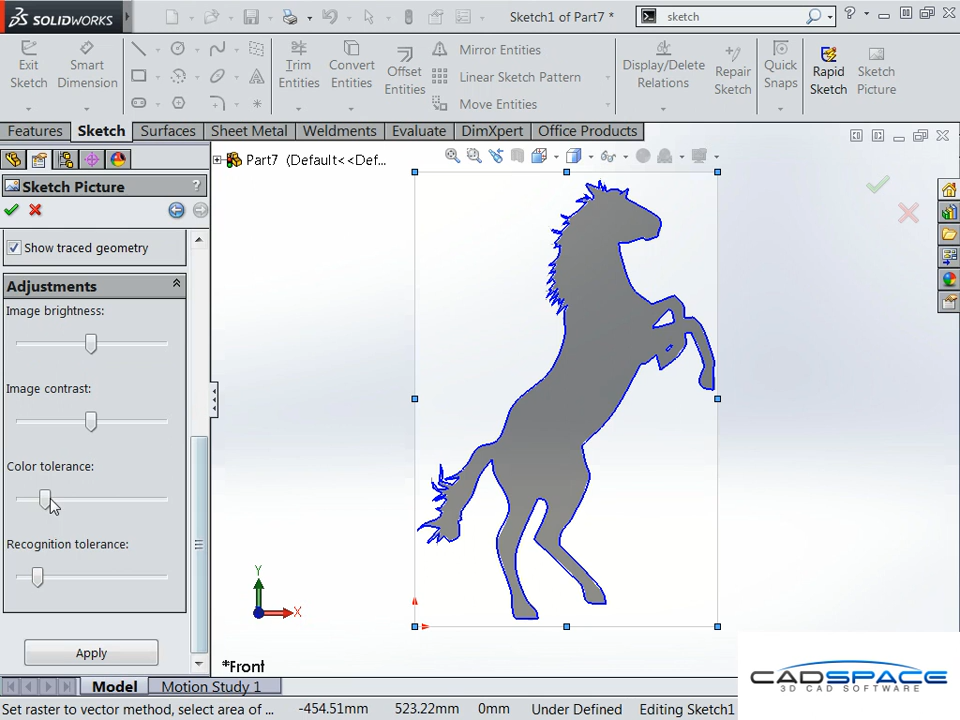 SOLIDWORKS
Sketch1 of Part7 *
sketch
Exit Sketch
Smart Dimension
Trim Entities
Convert Entities
Offset Entities
Mirror Entities
Linear Sketch Pattern
Move Entities
Display/Delete Relations
Repair Sketch
Quick Snaps
Rapid Sketch
Sketch Picture
Features Sketch Surfaces Sheet Metal Weldments Evaluate DimXpert Office Products
Part7 (Default<<Def...
Sketch Picture
Show traced geometry
Adjustments
Image brightness:
Image contrast:
Color tolerance:
Recognition tolerance:
Apply
Y
X
*Front
CADSPACE
3D CAD SOFTWARE
Model Motion Study 1
Set raster to vector method, select area of ... -454.51mm 523.22mm 0mm Under Defined Editing Sketch1